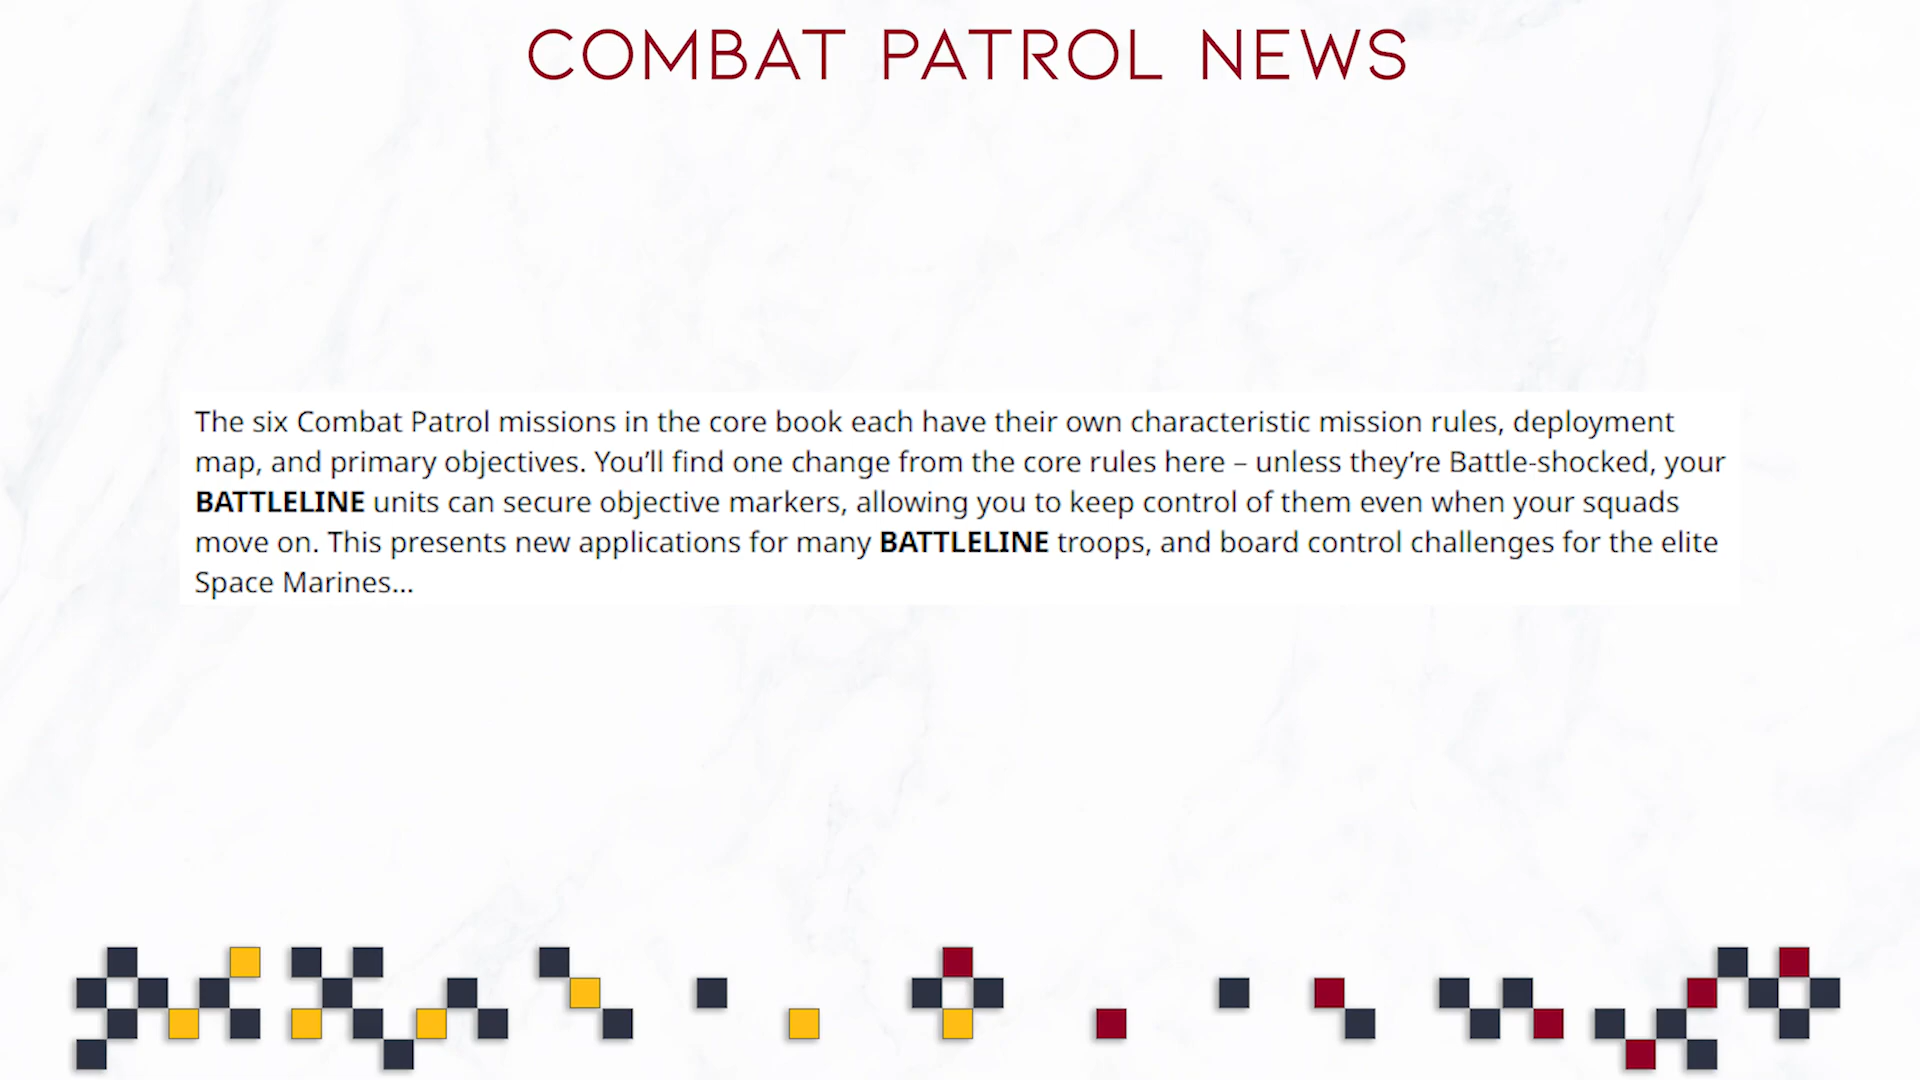 COMBAT PATROL NEWS
The six Combat Patrol missions in the core book each have their own characteristic mission rules, deployment
map, and primary objectives. You’ll find one change from the core rules here – unless they’re Battle-shocked, your
BATTLELINE units can secure objective markers, allowing you to keep control of them even when your squads
move on. This presents new applications for many BATTLELINE troops, and board control challenges for the elite
Space Marines...